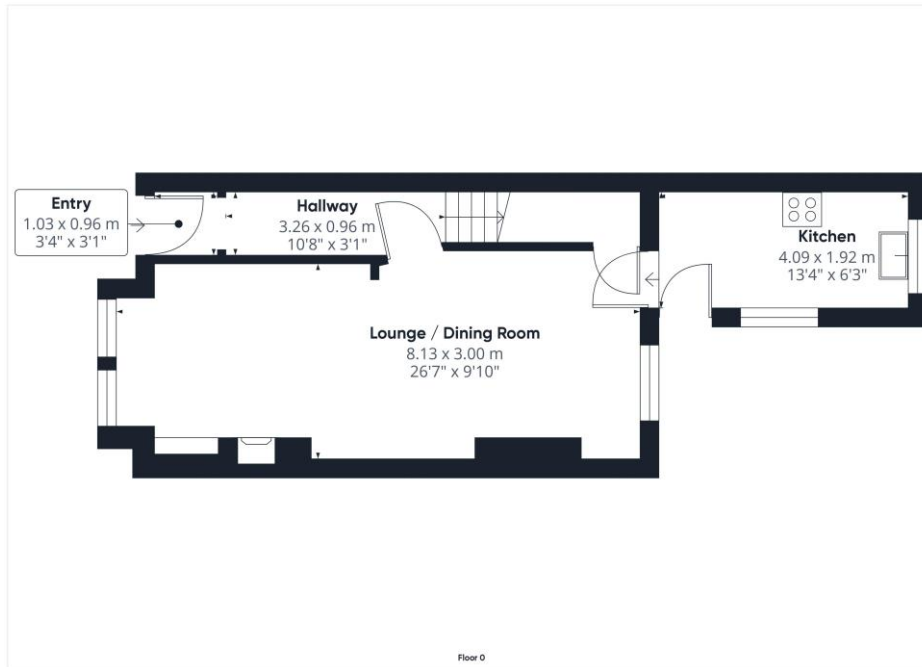 Entry
1.03 x 0.96 m
3'4" x 3'1"
Hallway
3.26 x 0.96 m
10'8" x 3'1"
Kitchen
4.09 x 1.92 m
13'4" x 6'3"
Lounge / Dining Room
8.13 x 3.00 m
26'7" x 9'10"
Floor 0